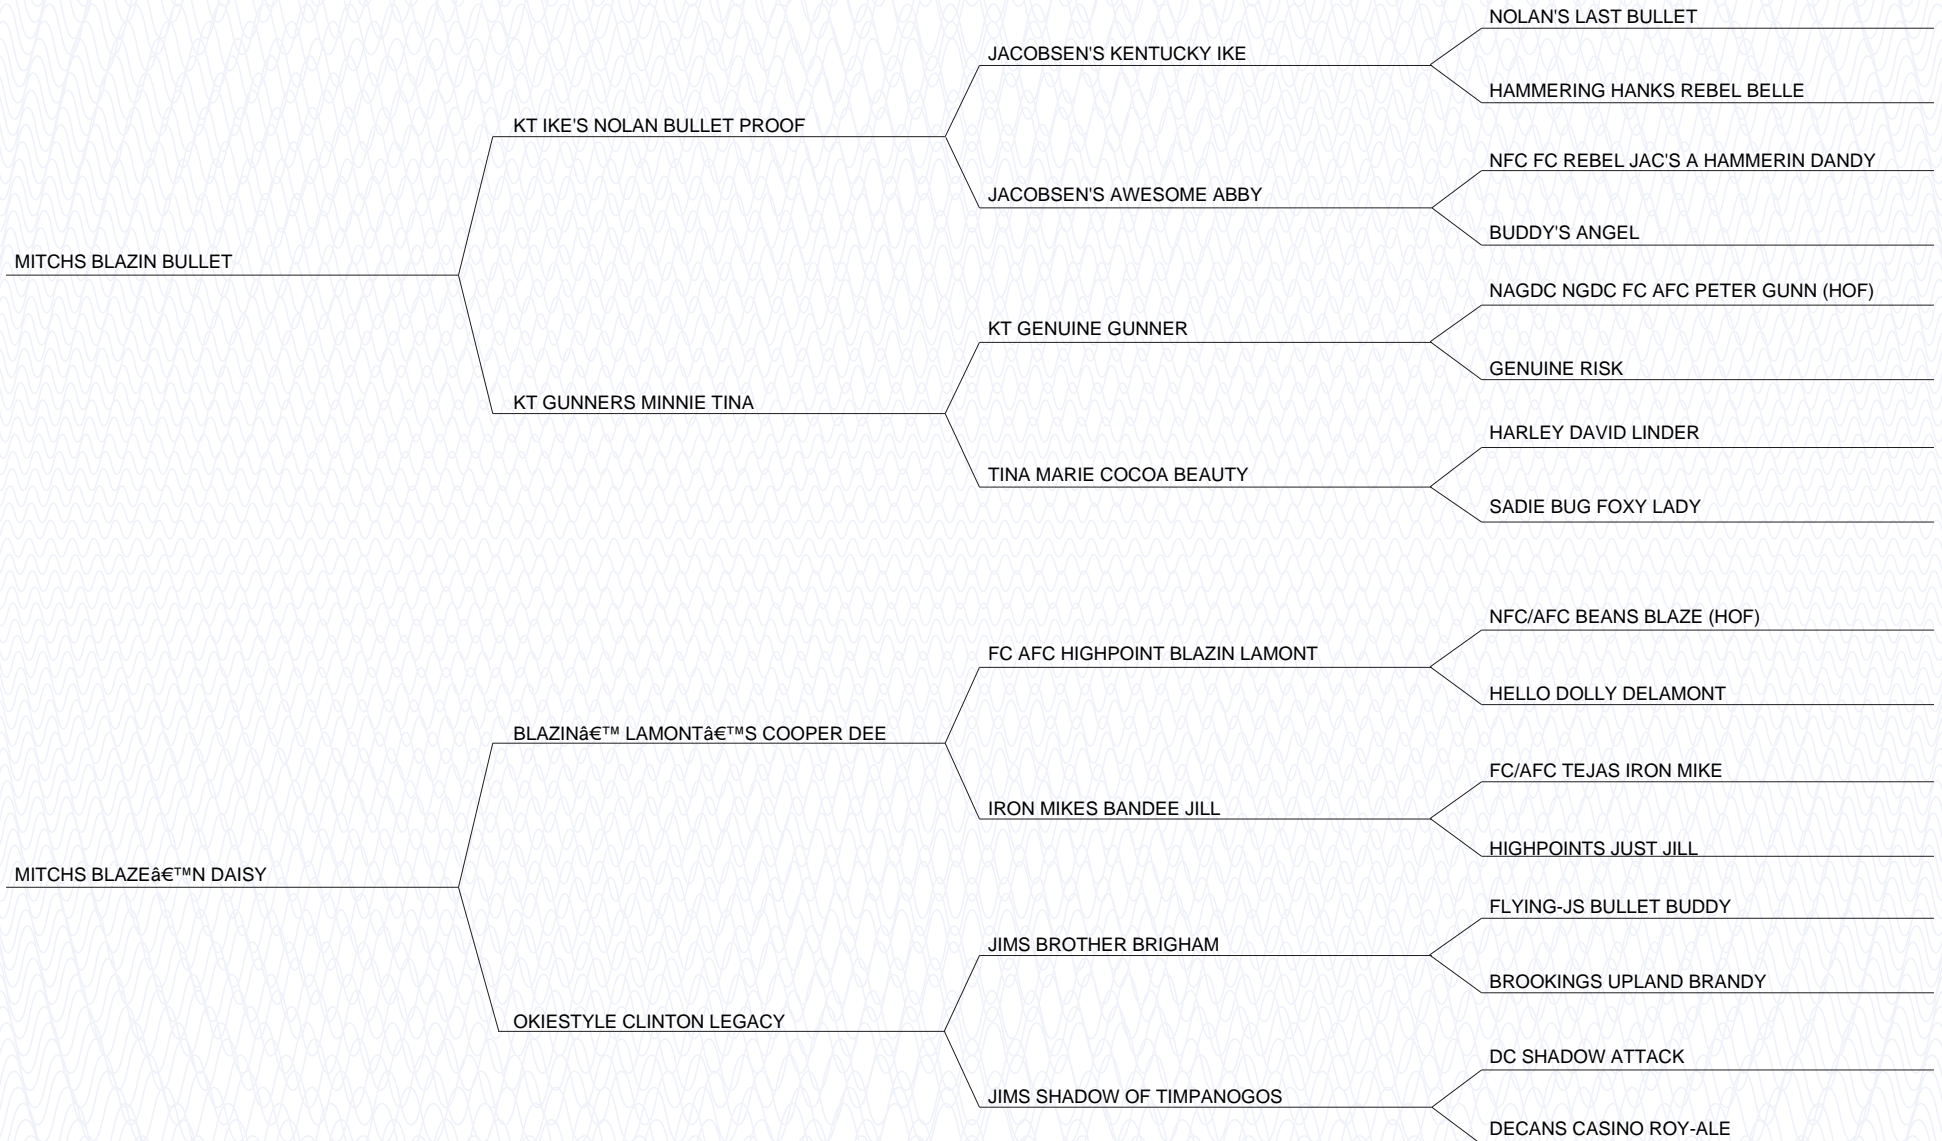 NOLAN'S LAST BULLET
JACOBSEN'S KENTUCKY IKE
HAMMERING HANKS REBEL BELLE
KT IKE'S NOLAN BULLET PROOF
NFC FC REBEL JAC'S A HAMMERIN DANDY
JACOBSEN'S AWESOME ABBY
BUDDY'S ANGEL
MITCHS BLAZIN BULLET
NAGDC NGDC FC AFC PETER GUNN (HOF)
KT GENUINE GUNNER
GENUINE RISK
KT GUNNERS MINNIE TINA
HARLEY DAVID LINDER
TINA MARIE COCOA BEAUTY
SADIE BUG FOXY LADY
NFC/AFC BEANS BLAZE (HOF)
FC AFC HIGHPOINT BLAZIN LAMONT
HELLO DOLLY DELAMONT
BLAZINâ€™ LAMONTâ€™S COOPER DEE
FC/AFC TEJAS IRON MIKE
IRON MIKES BANDEE JILL
HIGHPOINTS JUST JILL
MITCHS BLAZEâ€™N DAISY
FLYING-JS BULLET BUDDY
JIMS BROTHER BRIGHAM
BROOKINGS UPLAND BRANDY
OKIESTYLE CLINTON LEGACY
DC SHADOW ATTACK
JIMS SHADOW OF TIMPANOGOS
DECANS CASINO ROY-ALE